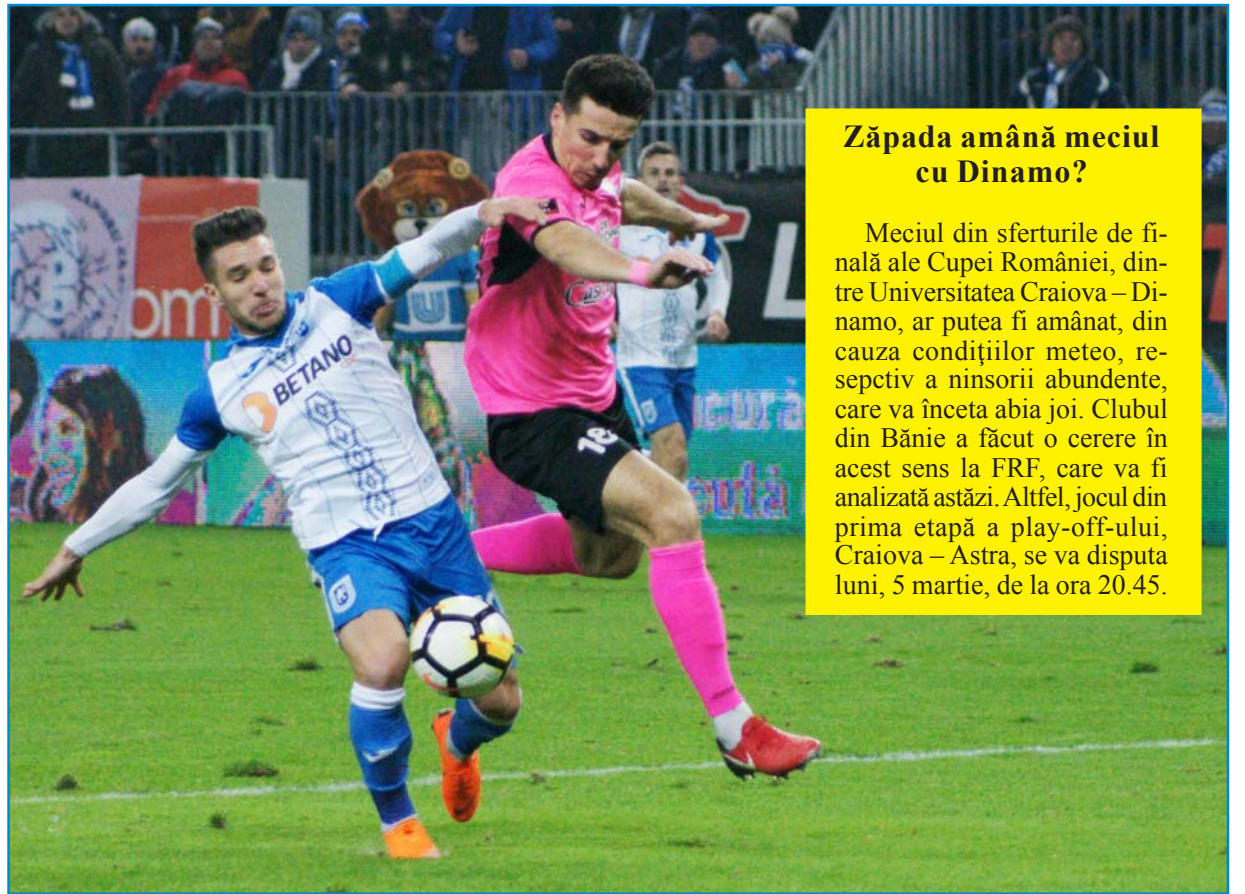 Zăpada amână meciul
cu Dinamo?
Meciul din sferturile de fi-
nală ale Cupei României, din-
tre Universitatea Craiova – Di-
namo, ar putea fi amânat, din
cauza condiţiilor meteo, re-
sepctiv a ninsorii abundente,
care va înceta abia joi. Clubul
din Bănie a făcut o cerere în
acest sens la FRF, care va fi
analizată astăzi. Altfel, jocul din
prima etapă a play-off-ului,
Craiova – Astra, se va disputa
luni, 5 martie, de la ora 20.45.
BETANO
18
U
om